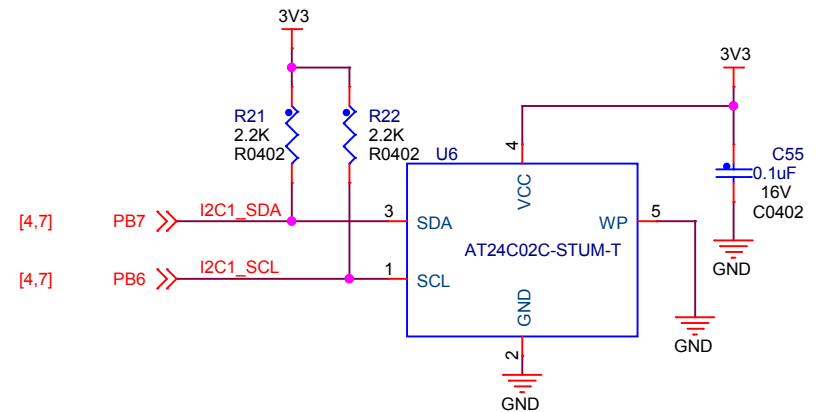 3V3
3V3
R21
2.2K
R0402
R22
2.2K
R0402
U6
4
VCC
C55
0.1uF
16V
C0402
[4,7]
PB7
I2C1_SDA
3
SDA
WP
5
AT24C02C-STUM-T
[4,7]
PB6
I2C1_SCL
1
SCL
GND
2
GND
GND
GND